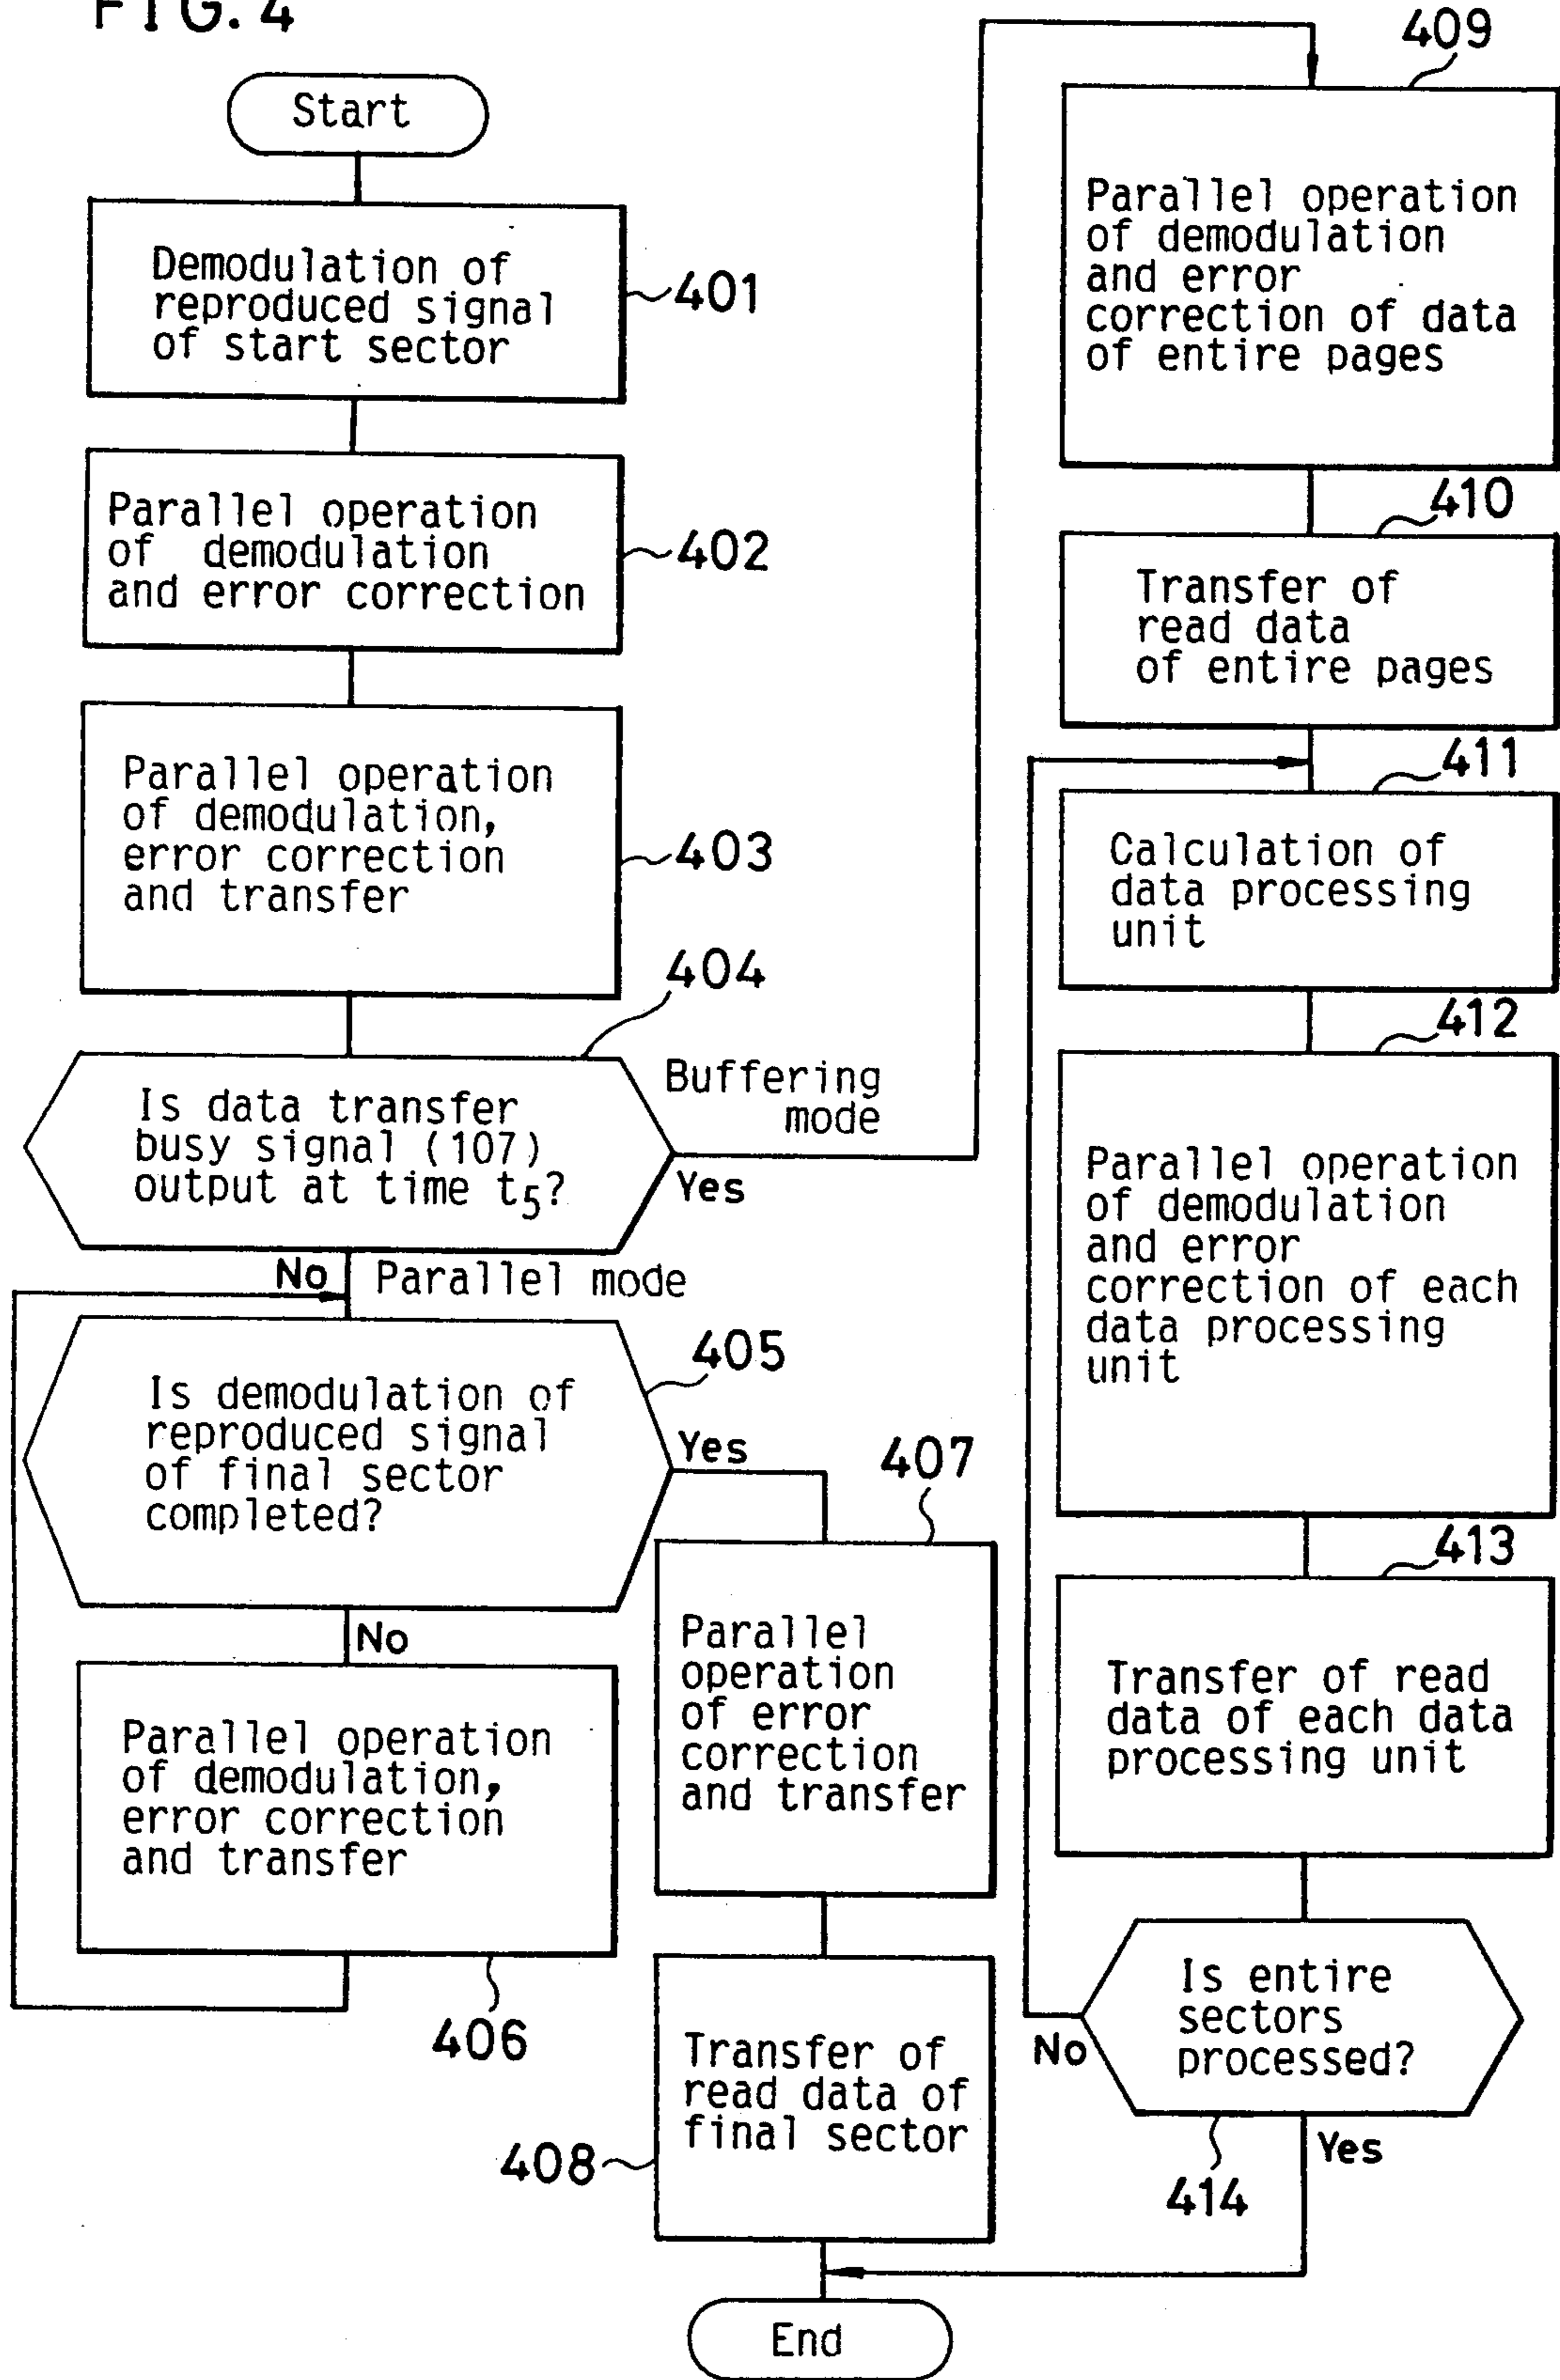 FIG. 4
Start
Demodulation of
reproduced signal
of start sector
401
Parallel operation
of demodulation
and error correction
402
Parallel operation
of demodulation,
error correction
and transfer
403
404
Is data transfer
busy signal (107)
output at time t5?
Buffering
mode
Yes
No
Parallel mode
405
Is demodulation of
reproduced signal
of final sector
completed?
Yes
No
Parallel operation
of demodulation,
error correction
and transfer
406
407
Parallel
operation
of error
correction
and transfer
Transfer of
read data of
final sector
408
409
Parallel operation
of demodulation
and error
correction of data
of entire pages
410
Transfer of
read data
of entire pages
411
Calculation of
data processing
unit
412
Parallel operation
of demodulation
and error
correction of each
data processing
unit
413
Transfer of read
data of each data
processing unit
Is entire
sectors
processed?
No
Yes
414
End